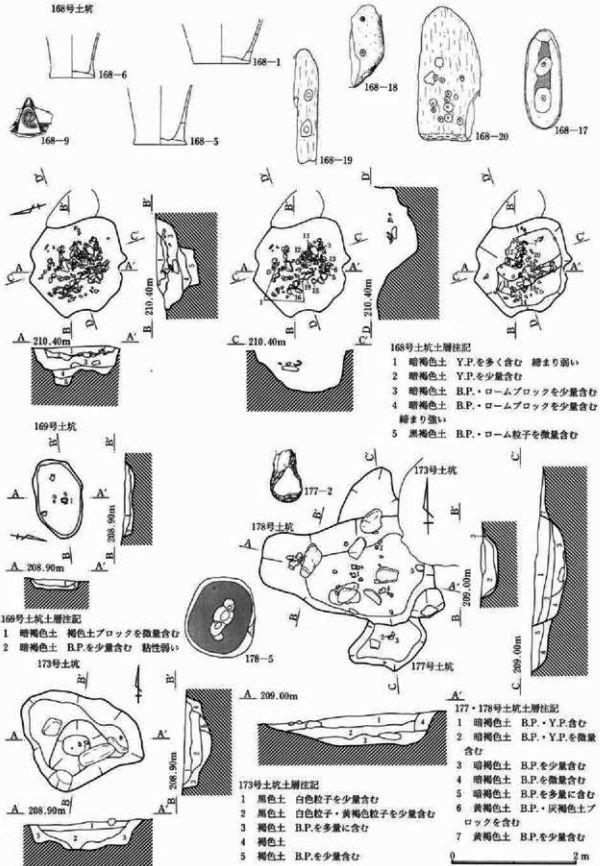 168号土坑
168-6
168-1
168-18
168-20
168-17
168-9
168-5
168-19
D'
B'
C'
A
A'
C
B
D
210.40m
A 210.40m A'
C 210.40m C'
168号土坑土層注記
1 暗褐色土 Y.P.を多く含む 締まり弱い
2 暗褐色土 Y.P.を少量含む
3 暗褐色土 B.P.・ロームブロックを少量含む
4 暗褐色土 B.P.・ロームブロックを少量含む
締まり強い
5 黒褐色土 B.P.・ローム粒子を微量含む
169号土坑
B'
A
A'
B
208.90m
A 208.90m A'
169号土坑土層注記
1 暗褐色土 褐色土ブロックを微量含む
2 暗褐色土 B.P.を少量含む 粘性弱い
177-2
173号土坑
178号土坑
177号土坑
178-5
209.00m
A 209.00m A'
173号土坑
B'
A
A'
B
208.90m
A 208.90m A'
173号土坑土層注記
1 黒色土 白色粒子を少量含む
2 黒色土 白色粒子・黄褐色粒子を少量含む
3 褐色土 B.P.を多量に含む
4 褐色土
5 褐色土 B.P.を少量含む
177・178号土坑土層注記
1 暗褐色土 B.P.・Y.P.含む
2 暗褐色土 B.P.・Y.P.を微量
含む
3 暗褐色土 B.P.を少量含む
4 暗褐色土 B.P.を微量含む
5 暗褐色土 B.P.を多量に含む
6 黄褐色土 B.P.・灰褐色土ブ
ロックを含む
7 黄褐色土 B.P.を少量含む
0 2m